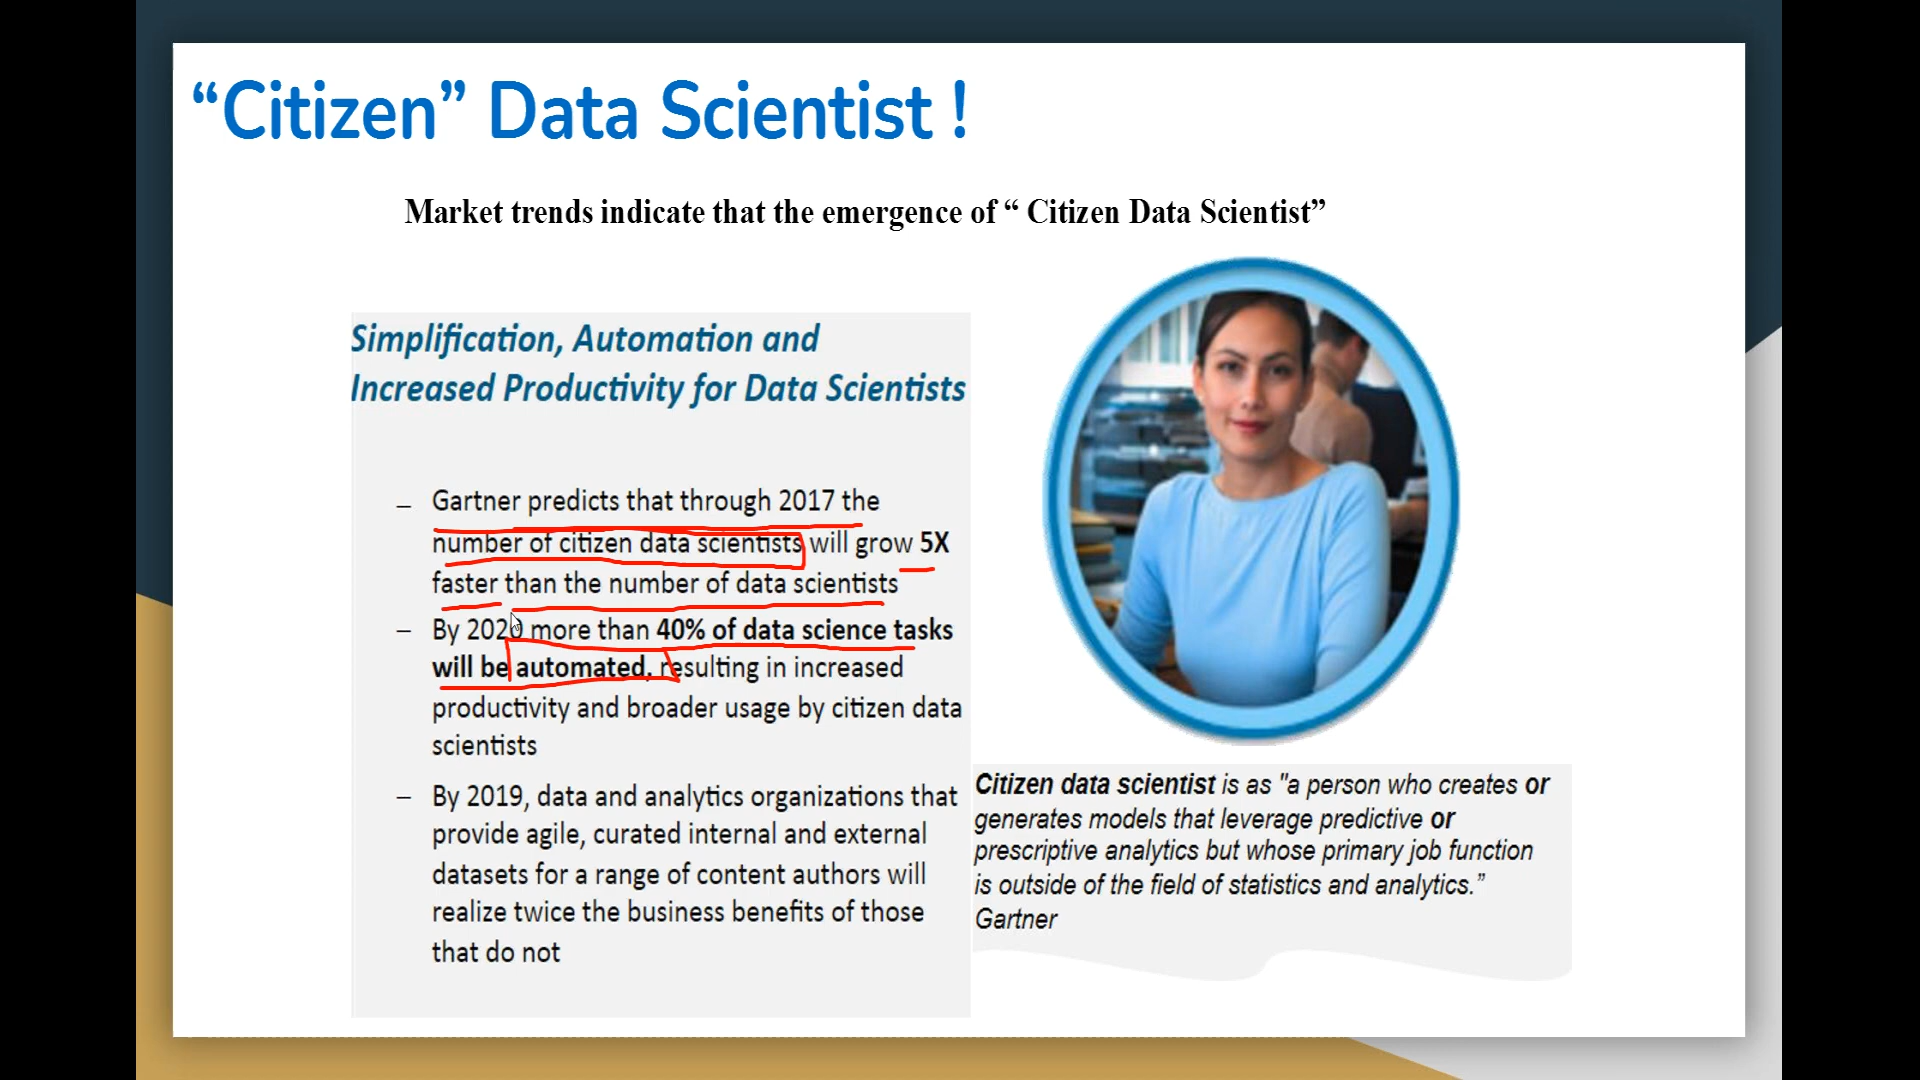 “Citizen” Data Scientist !
Market trends indicate that the emergence of “ Citizen Data Scientist”
Simplification, Automation and
Increased Productivity for Data Scientists
– Gartner predicts that through 2017 the
number of citizen data scientists will grow 5X
faster than the number of data scientists
– By 2020 more than 40% of data science tasks
will be automated, resulting in increased
productivity and broader usage by citizen data
scientists
– By 2019, data and analytics organizations that
provide agile, curated internal and external
datasets for a range of content authors will
realize twice the business benefits of those
that do not
Citizen data scientist is as "a person who creates or
generates models that leverage predictive or
prescriptive analytics but whose primary job function
is outside of the field of statistics and analytics.”
Gartner